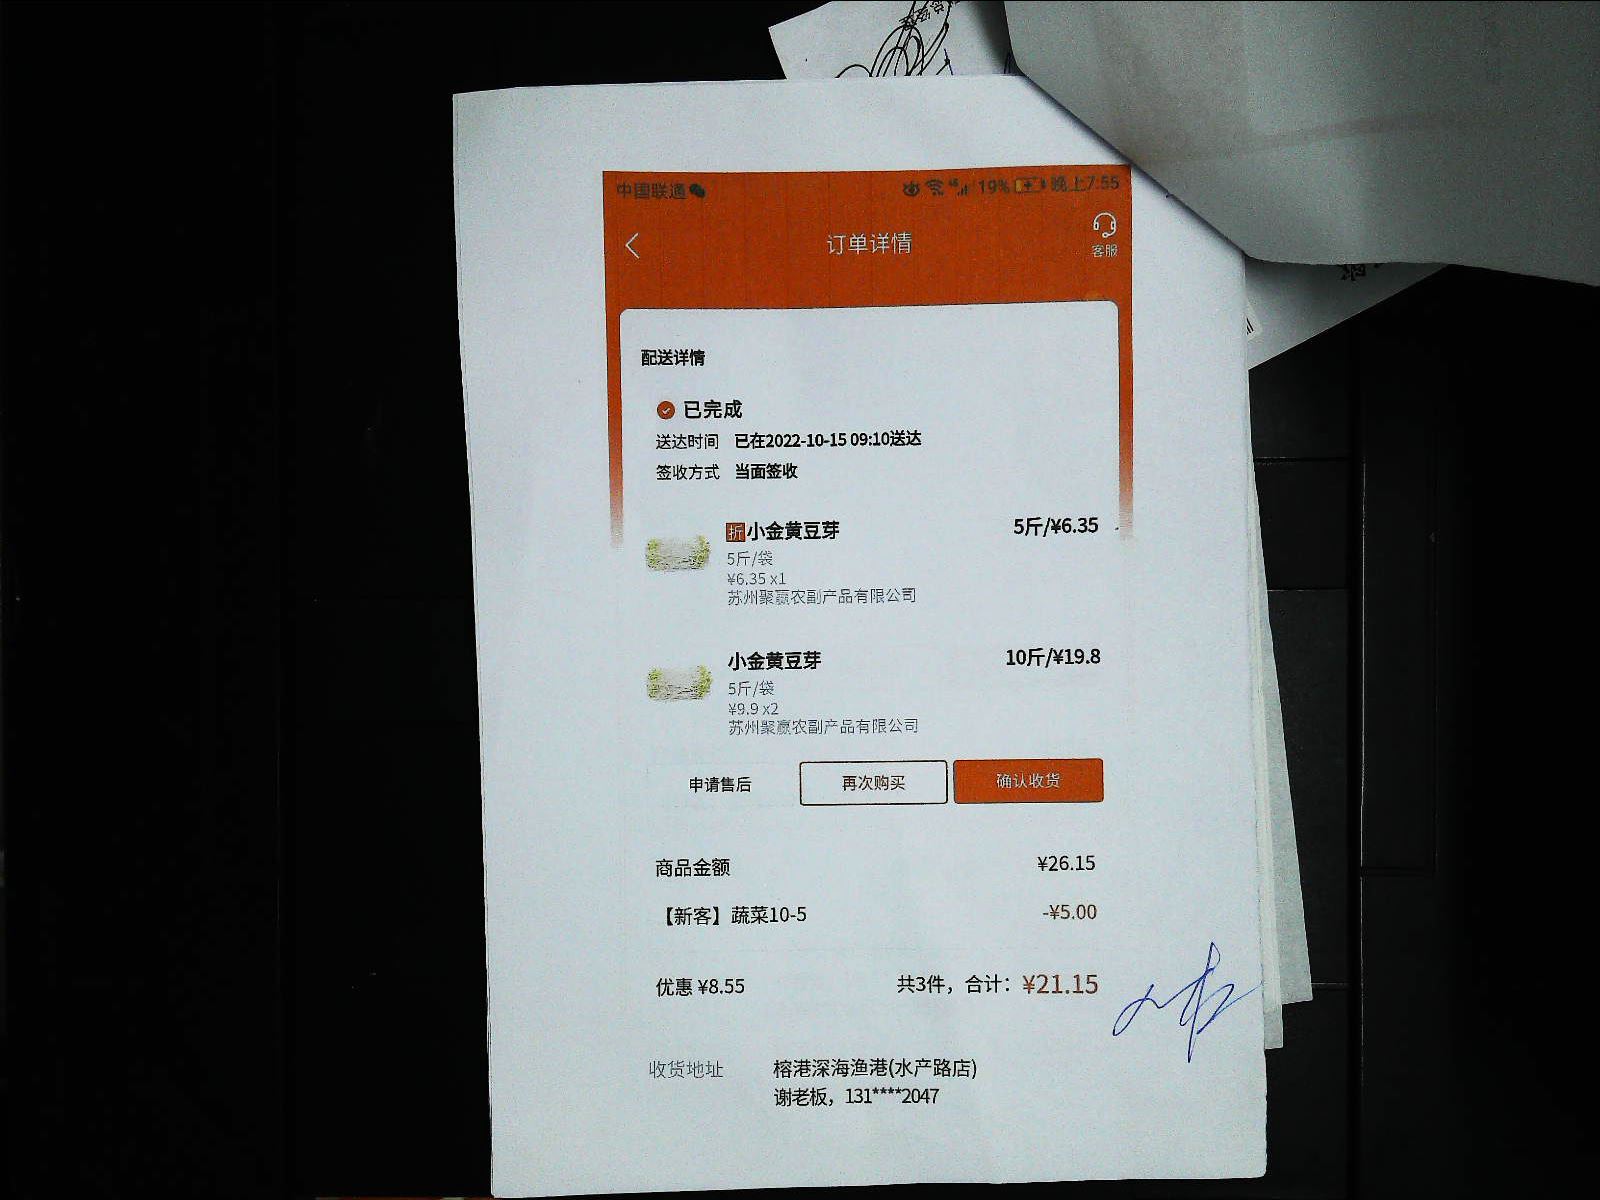 中国联通
19% 晚上7:55
订单详情
客服
配送详情
已完成
送达时间 已在2022-10-15 09:10送达
签收方式 当面签收
折 小金黄豆芽 5斤/¥6.35
5斤/袋
¥6.35 x1
苏州聚赢农副产品有限公司
小金黄豆芽 10斤/¥19.8
5斤/袋
¥9.9 x2
苏州聚赢农副产品有限公司
申请售后 再次购买 确认收货
商品金额 ¥26.15
【新客】蔬菜10-5 -¥5.00
优惠 ¥8.55 共3件，合计：¥21.15
收货地址 榕港深海渔港(水产路店)
谢老板，131****2047